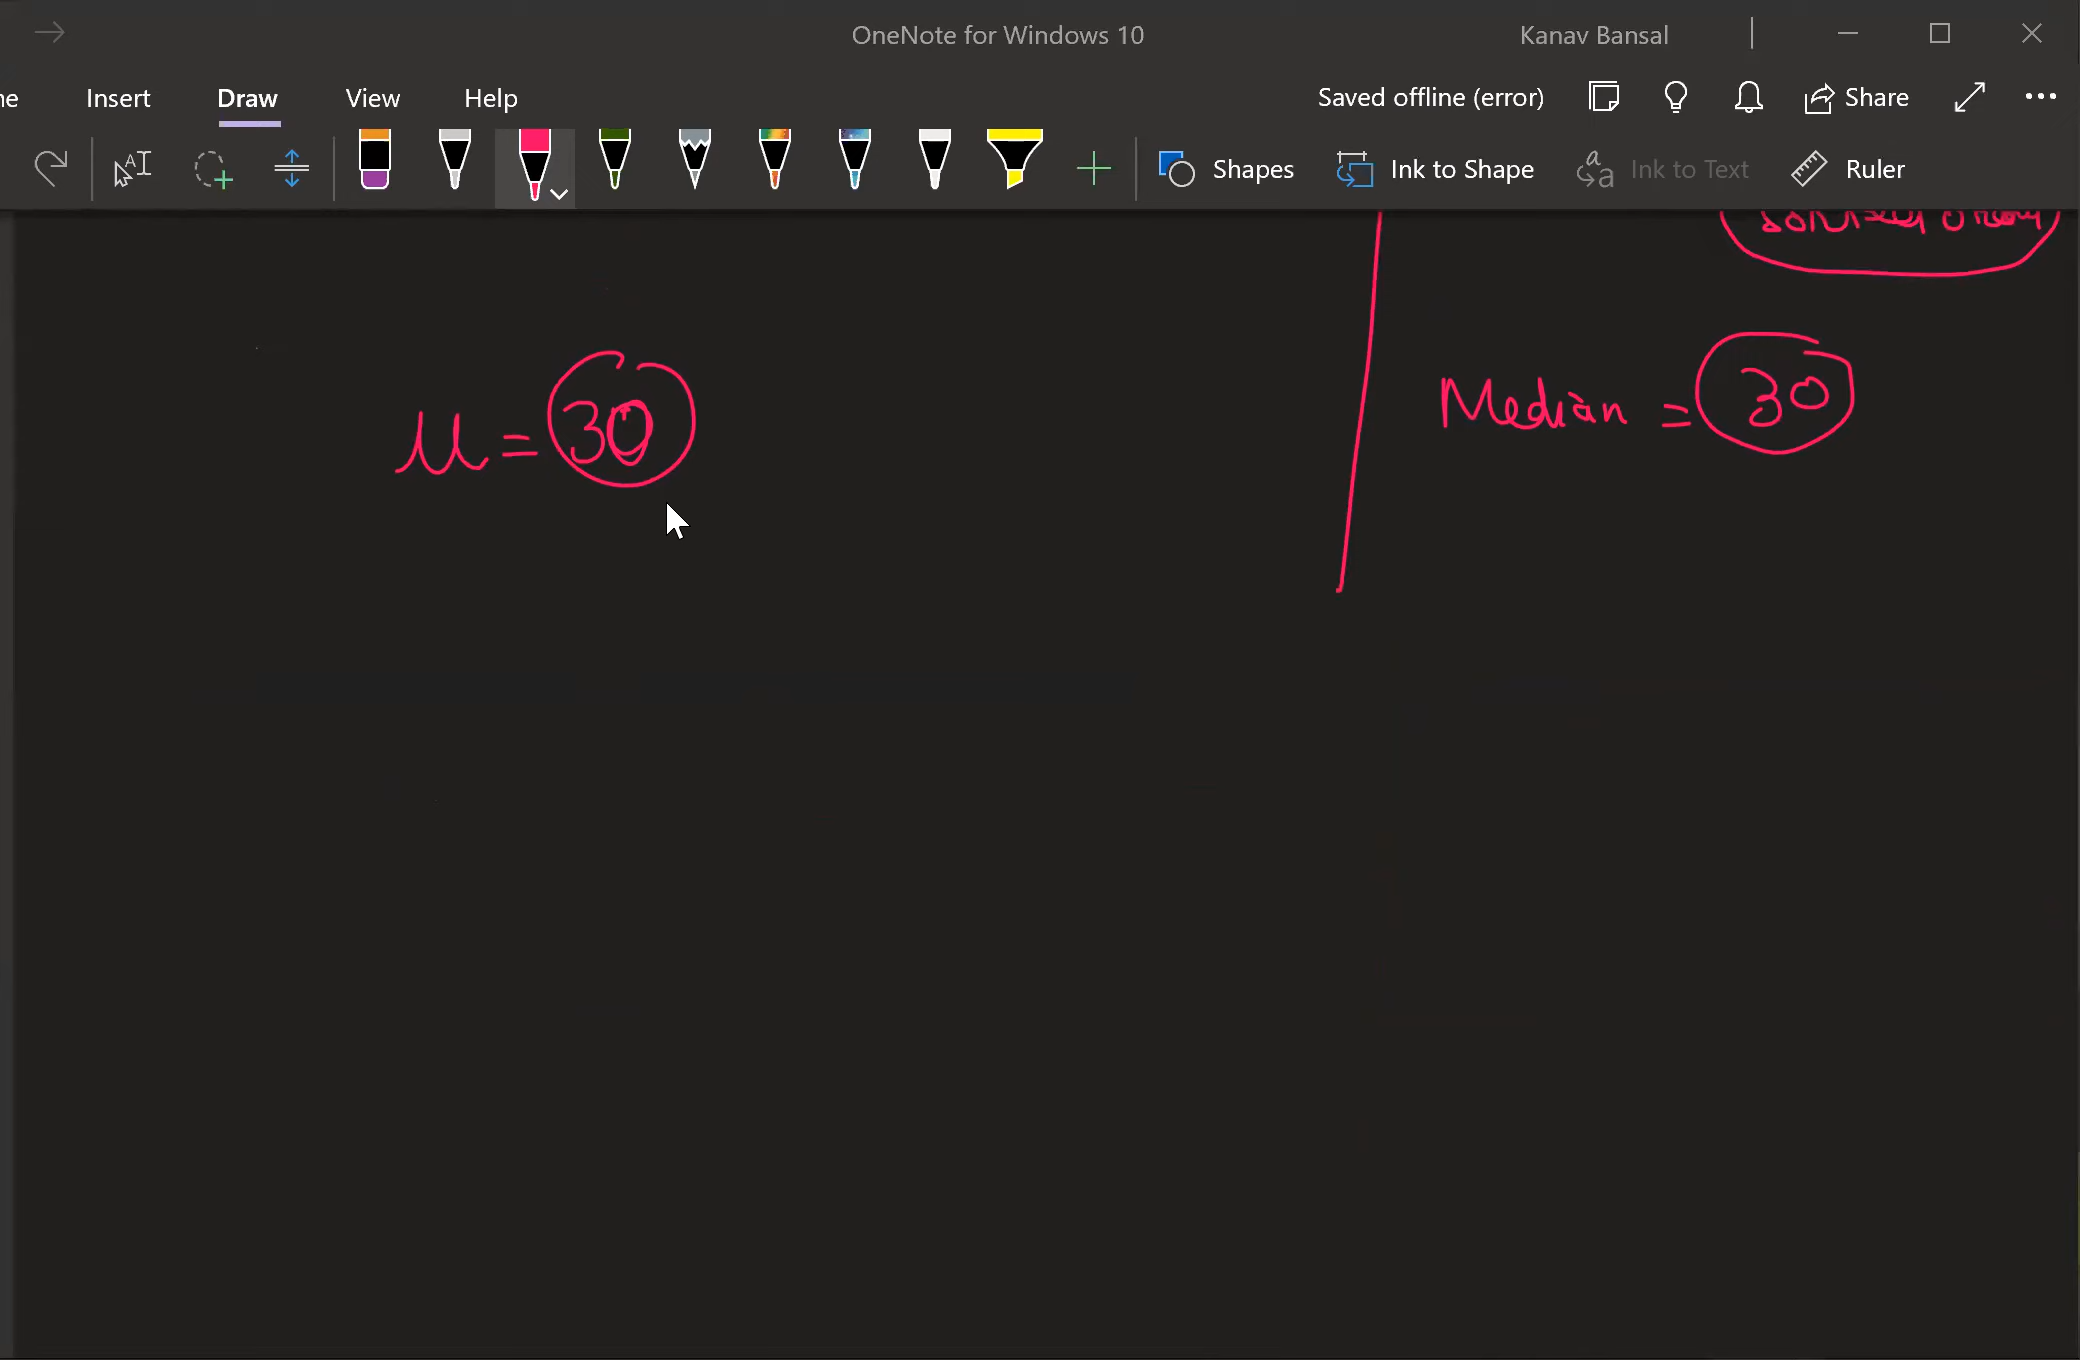 OneNote for Windows 10 Kanav Bansal
Insert Draw View Help Saved offline (error) Share
Shapes Ink to Shape Ink to Text Ruler
μ = 30
Median = 30